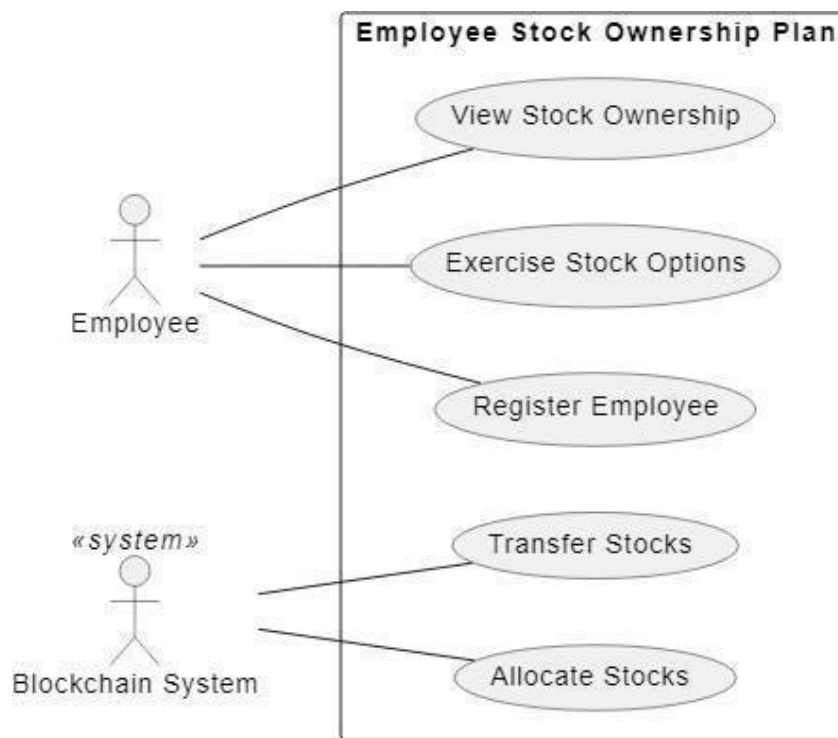 Employee Stock Ownership Plan
View Stock Ownership
Exercise Stock Options
Employee
Register Employee
«system»
Transfer Stocks
Blockchain System
Allocate Stocks